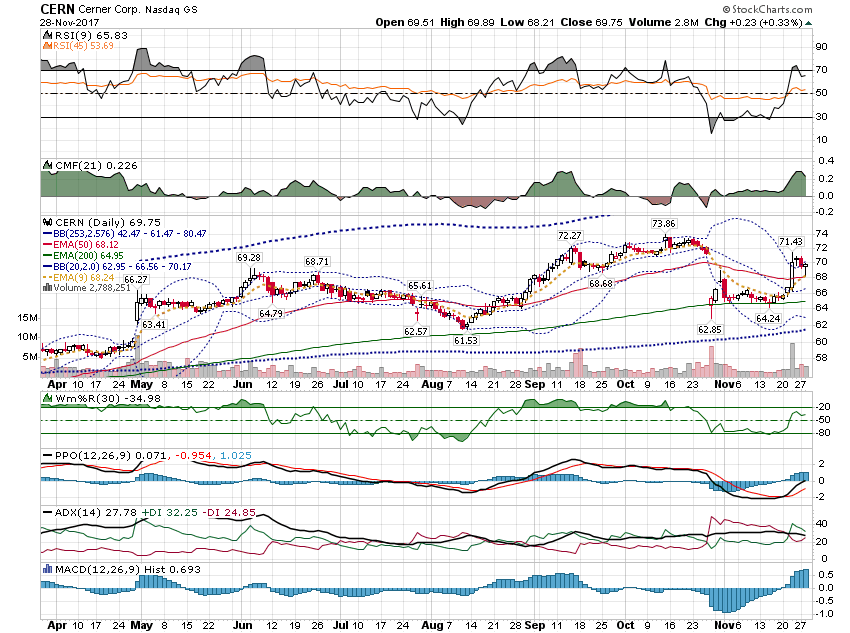 CERN Cerner Corp. Nasdaq GS © StockCharts.com
28-Nov-2017 Open 69.51 High 69.89 Low 68.21 Close 69.75 Volume 2.8M Chg +0.23 (+0.33%)
RSI(9) 65.83
RSI(45) 53.69
90
70
50
30
10
CMF(21) 0.226
0.4
0.2
0.0
-0.2
CERN (Daily) 69.75
BB(253,2.576) 42.47 - 61.47 - 80.47
EMA(50) 68.12
EMA(200) 64.95
BB(20,2.0) 62.95 - 66.56 - 70.17
EMA(9) 68.24
Volume 2,788,251
66.27
63.41
69.28
64.79
68.71
65.61
62.57
61.53
72.27
68.68
73.86
62.85
64.24
71.43
74
72
70
68
66
64
62
60
58
15M
10M
5M
Apr 10 17 24 May 8 15 22 Jun 12 19 26 Jul 10 17 24 Aug 7 14 21 28 Sep 11 18 25 Oct 9 16 23 Nov 6 13 20 27
Wm%R(30) -34.98
-20
-50
-80
PPO(12,26,9) 0.071, -0.954, 1.025
2
0
-2
ADX(14) 27.78 +DI 32.25 -DI 24.85
40
20
0
MACD(12,26,9) Hist 0.693
0.5
0.0
-0.5
-1.0
Apr 10 17 24 May 8 15 22 Jun 12 19 26 Jul 10 17 24 Aug 7 14 21 28 Sep 11 18 25 Oct 9 16 23 Nov 6 13 20 27